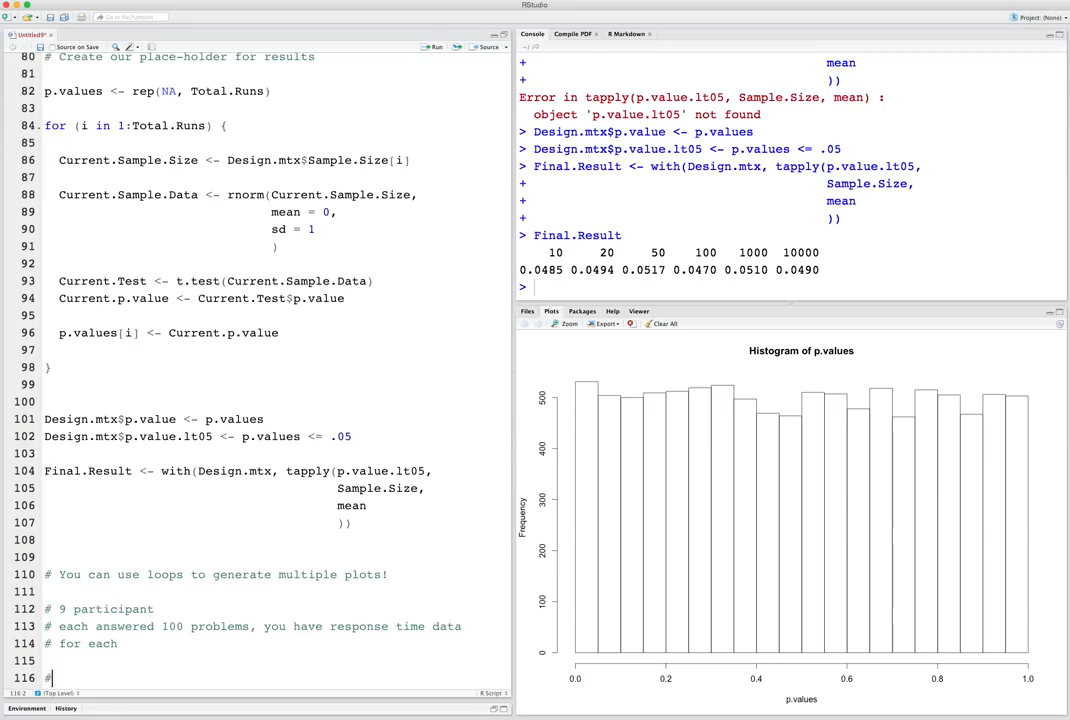 RStudio
Go to file/function
Project: (None)
Untitled9*
Source on Save
Run
Source
80 # Create our place-holder for results
81
82 p.values <- rep(NA, Total.Runs)
83
84 for (i in 1:Total.Runs) {
85
86 Current.Sample.Size <- Design.mtx$Sample.Size[i]
87
88 Current.Sample.Data <- rnorm(Current.Sample.Size,
89 mean = 0,
90 sd = 1
91 )
92
93 Current.Test <- t.test(Current.Sample.Data)
94 Current.p.value <- Current.Test$p.value
95
96 p.values[i] <- Current.p.value
97
98 }
99
100
101 Design.mtx$p.value <- p.values
102 Design.mtx$p.value.lt05 <- p.values <= .05
103
104 Final.Result <- with(Design.mtx, tapply(p.value.lt05,
105 Sample.Size,
106 mean
107 ))
108
109
110 # You can use loops to generate multiple plots!
111
112 # 9 participant
113 # each answered 100 problems, you have response time data
114 # for each
115
116 #
116:2 (Top Level) R Script
Environment History
Console Compile PDF R Markdown
~/
+ mean
+ ))
Error in tapply(p.value.lt05, Sample.Size, mean) :
object 'p.value.lt05' not found
> Design.mtx$p.value <- p.values
> Design.mtx$p.value.lt05 <- p.values <= .05
> Final.Result <- with(Design.mtx, tapply(p.value.lt05,
+ Sample.Size,
+ mean
+ ))
> Final.Result
10 20 50 100 1000 10000
0.0485 0.0494 0.0517 0.0470 0.0510 0.0490
>
Files Plots Packages Help Viewer
Zoom Export Clear All
Histogram of p.values
Frequency
500
400
300
200
100
0
0.0 0.2 0.4 0.6 0.8 1.0
p.values